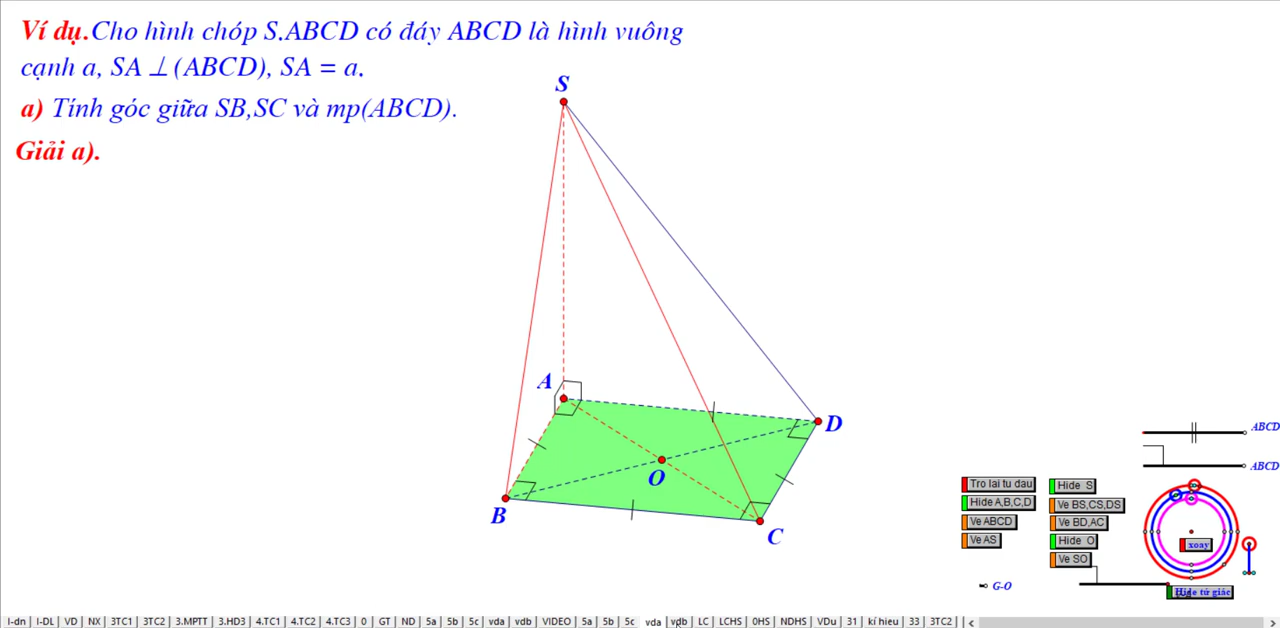 Ví dụ.Cho hình chóp S.ABCD có đáy ABCD là hình vuông
cạnh a, SA ⊥ (ABCD), SA = a.
a) Tính góc giữa SB,SC và mp(ABCD).
Giải a).
S
A
D
O
B
C
ABCD
ABCD
Tro lai tu dau
Hide S
Hide A,B,C,D
Ve BS,CS,DS
Ve ABCD
Ve BD,AC
Ve AS
Hide O
xoay
Ve SO
G-O
Hide tứ giác
I-dn | I-DL | VD | NX | 3TC1 | 3TC2 | 3.MPTT | 3.HD3 | 4.TC1 | 4.TC2 | 4.TC3 | 0 | GT | ND | 5a | 5b | 5c | vda | vdb | VIDEO | 5a | 5b | 5c | vda | vdb | LC | LCHS | 0HS | NDHS | VDu | 31 | kí hieu | 33 | 3TC2